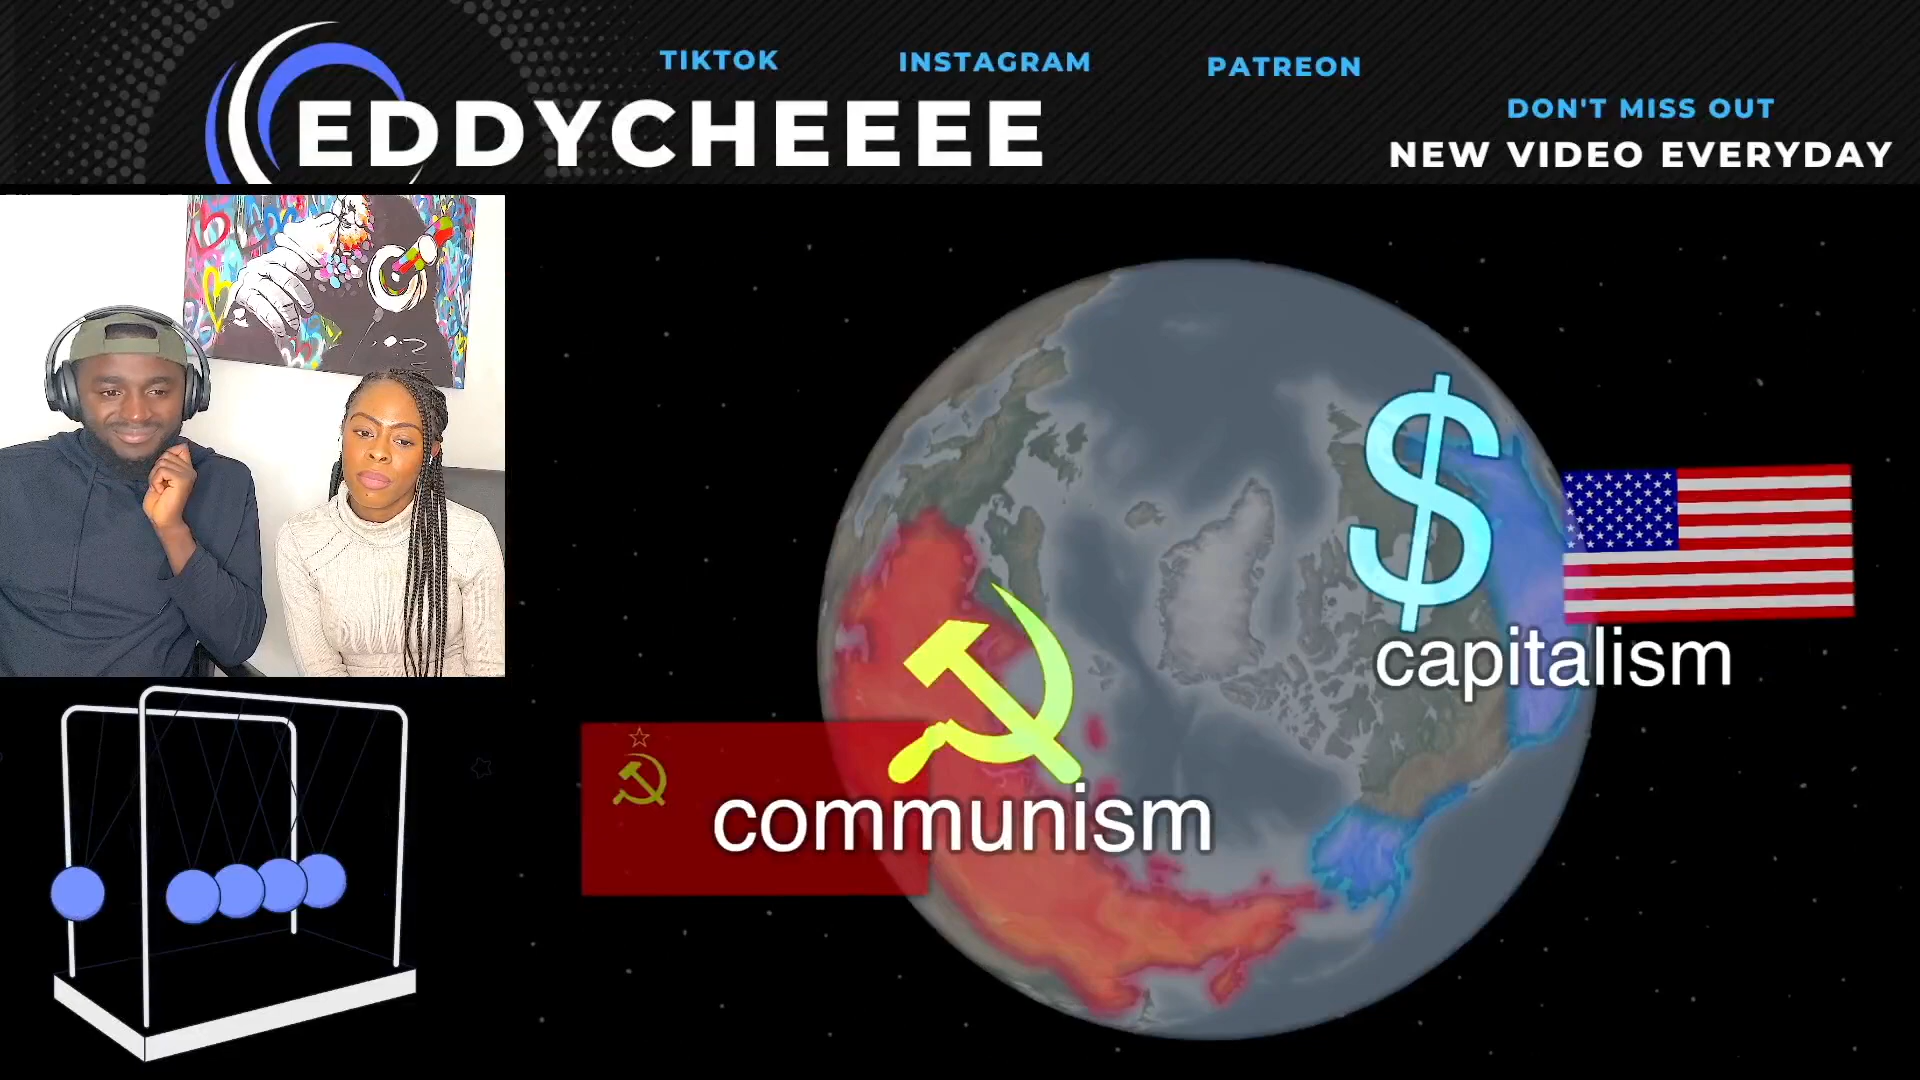 TIKTOK
INSTAGRAM
PATREON
EDDYCHEEEE
DON'T MISS OUT
NEW VIDEO EVERYDAY
$
capitalism
communism